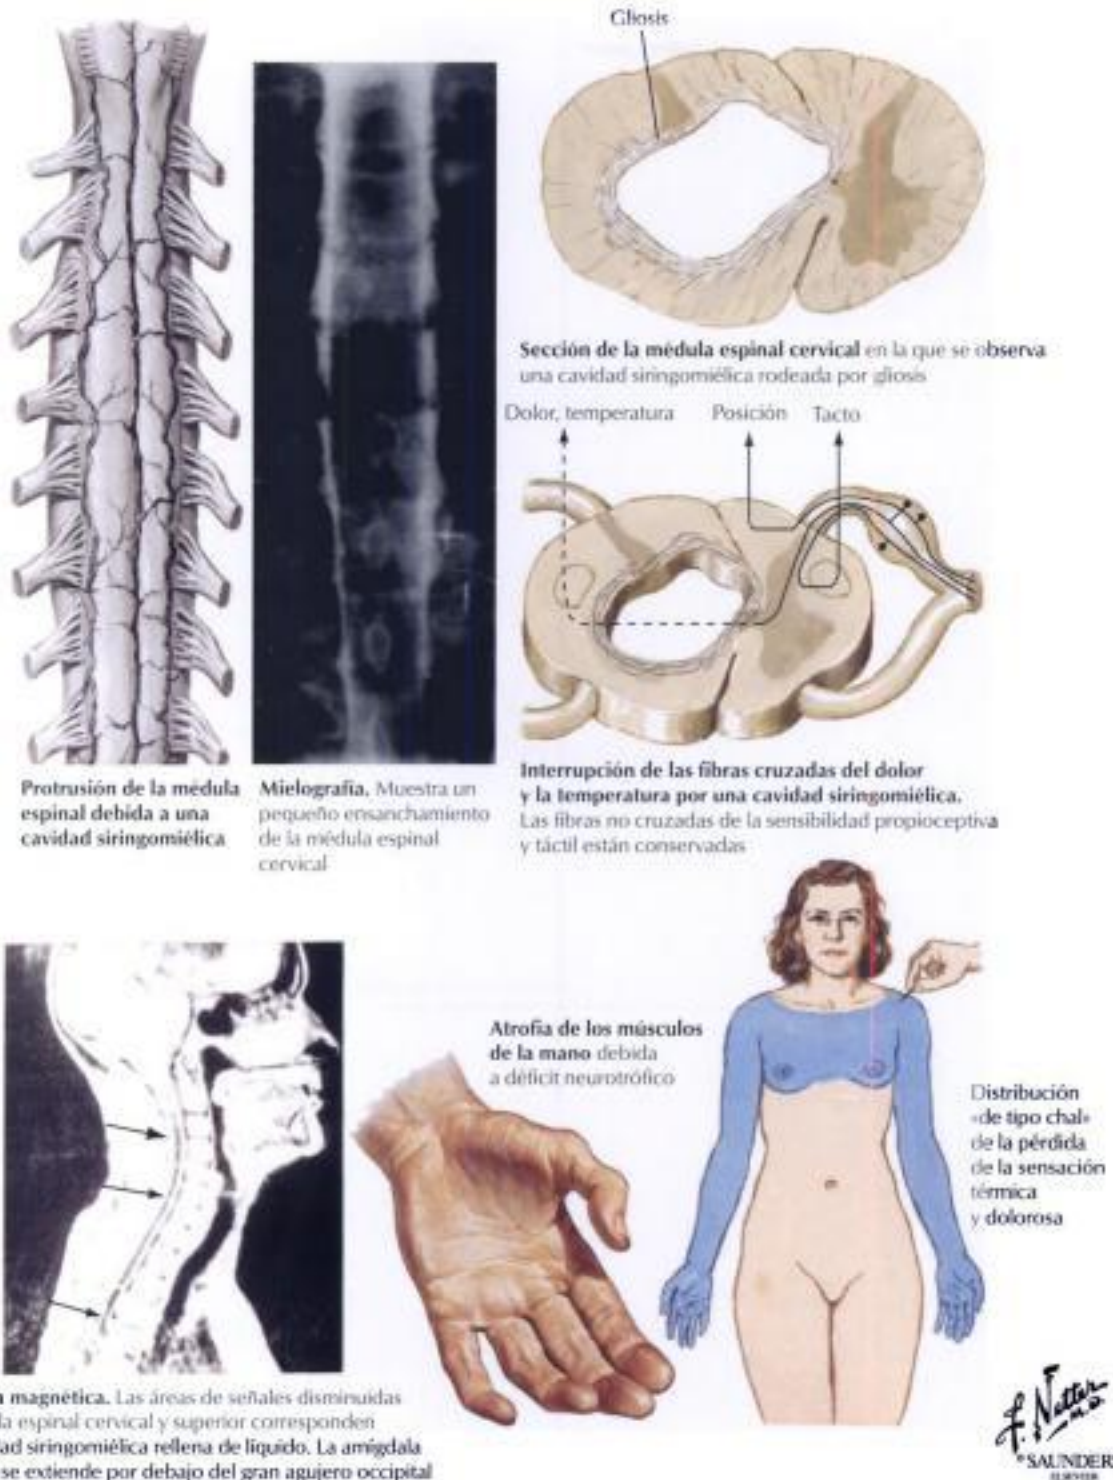 Gliosis
Sección de la médula espinal cervical en la que se observa
una cavidad siringomiélica rodeada por gliosis
Dolor, temperatura
Posición
Tacto
Protrusión de la médula
espinal debida a una
cavidad siringomiélica
Mielografía. Muestra un
pequeño ensanchamiento
de la médula espinal
cervical
Interrupción de las fibras cruzadas del dolor
y la temperatura por una cavidad siringomiélica.
Las fibras no cruzadas de la sensibilidad propioceptiva
y táctil están conservadas
Atrofia de los músculos
de la mano debida
a déficit neurotrófico
Distribución
«de tipo chal»
de la pérdida
de la sensación
térmica
y dolorosa
magnética. Las áreas de señales disminuidas
la espinal cervical y superior corresponden
ad siringomiélica rellena de líquido. La amígdala
se extiende por debajo del gran agujero occipital
F. Netter M.D.
SAUNDER
ELSEVIER